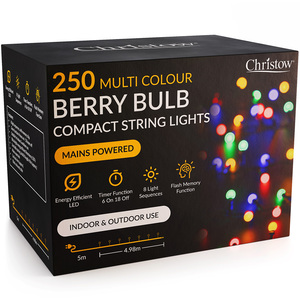 Christow®
250 MULTI COLOUR
BERRY BULB
COMPACT STRING LIGHTS
MAINS POWERED
Energy Efficient
LED
Timer Function
6 On 18 Off
8 Light
Sequences
Flash Memory
Function
INDOOR & OUTDOOR USE
5m
4.98m